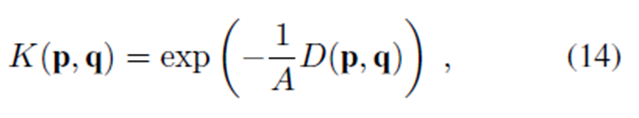 K(p, q) = exp ( −1/A D(p, q) ) , (14)